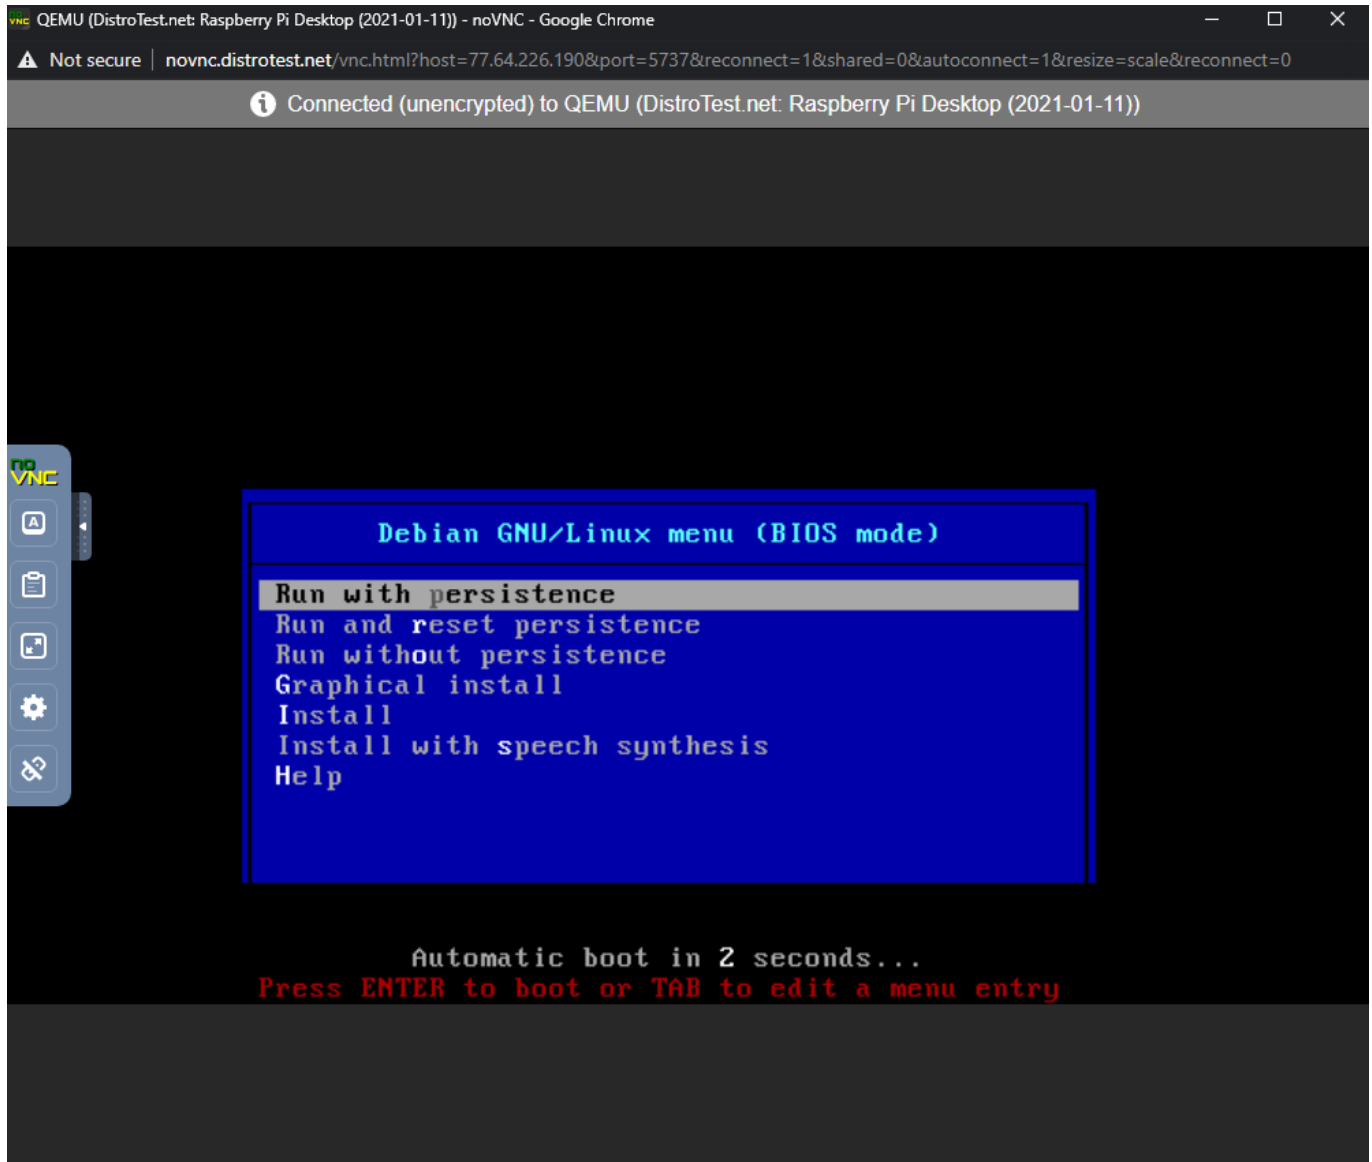 QEMU (DistroTest.net: Raspberry Pi Desktop (2021-01-11)) - noVNC - Google Chrome
Not secure | novnc.distrotest.net/vnc.html?host=77.64.226.190&port=5737&reconnect=1&shared=0&autoconnect=1&resize=scale&reconnect=0
Connected (unencrypted) to QEMU (DistroTest.net: Raspberry Pi Desktop (2021-01-11))
no
VNC
A
Debian GNU/Linux menu (BIOS mode)
Run with persistence
Run and reset persistence
Run without persistence
Graphical install
Install
Install with speech synthesis
Help
Automatic boot in 2 seconds...
Press ENTER to boot or TAB to edit a menu entry